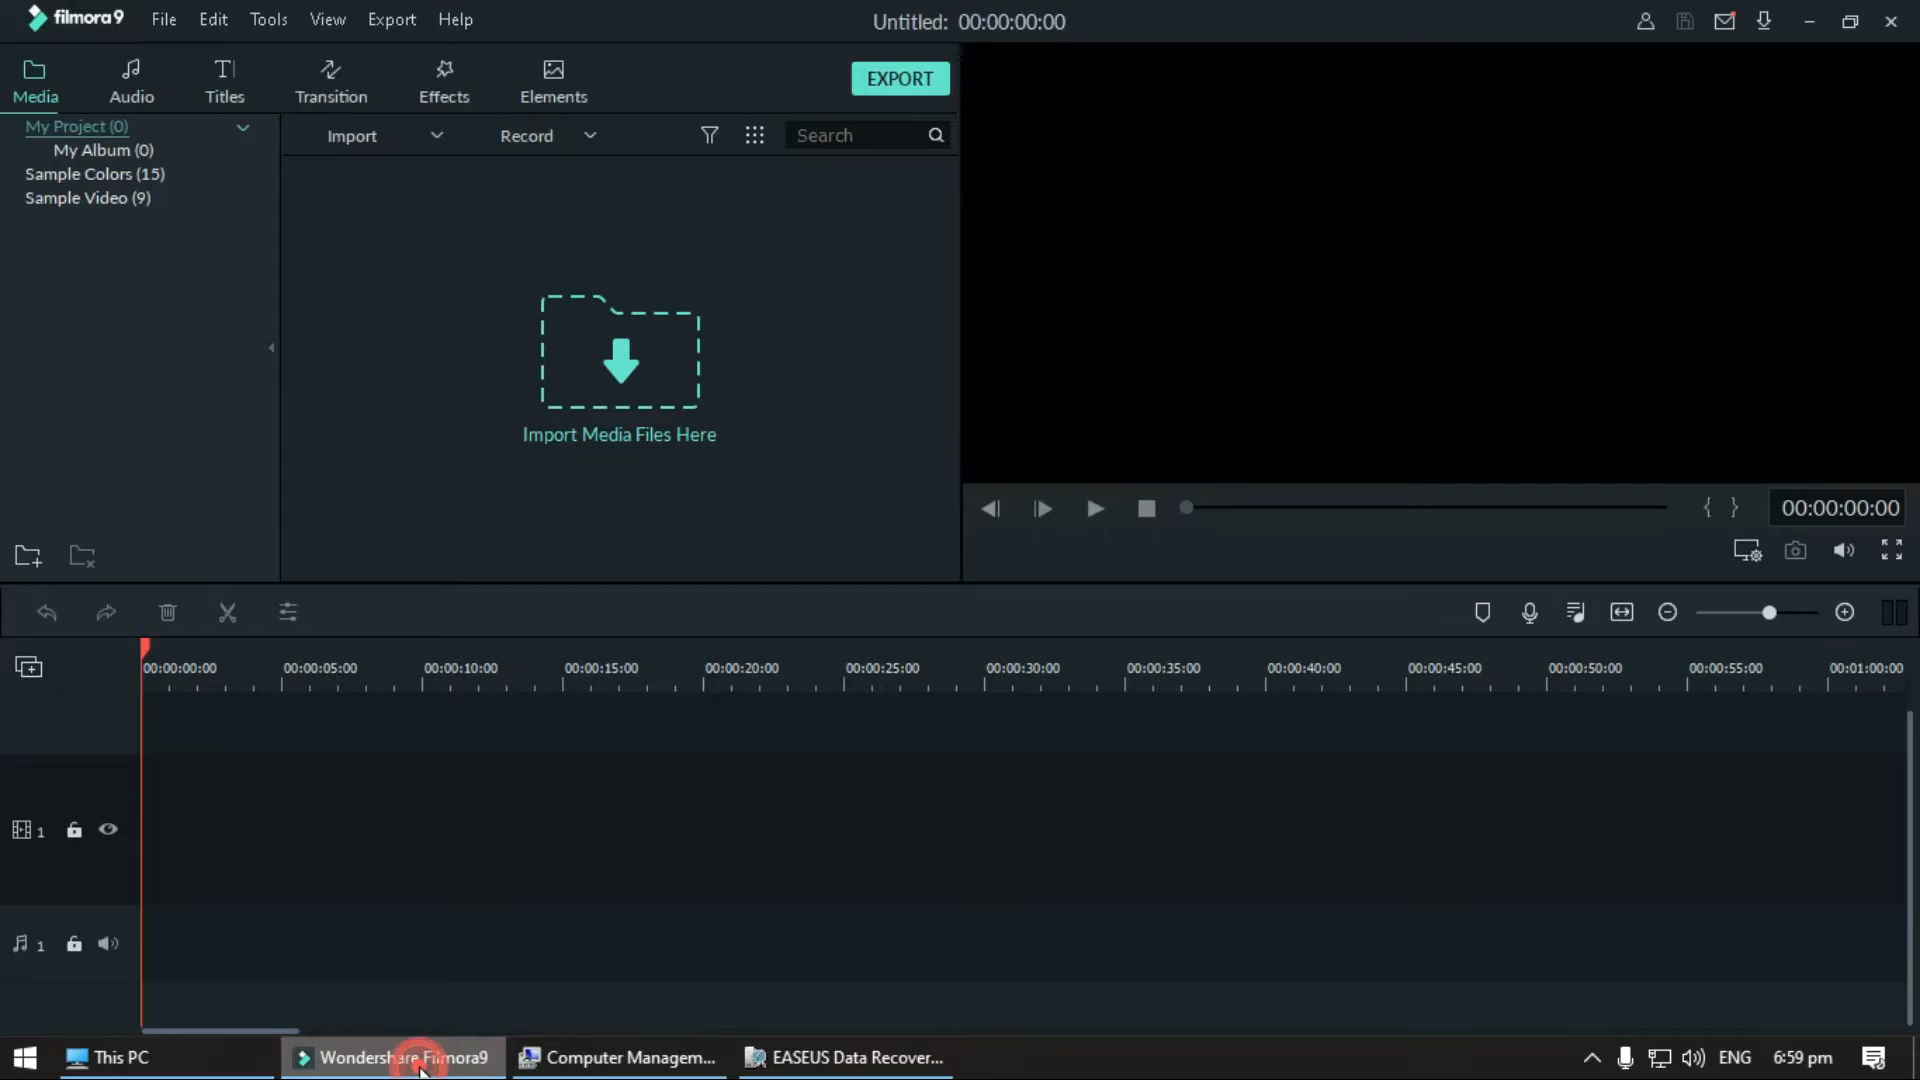 filmora9 File Edit Tools View Export Help Untitled: 00:00:00:00
Media Audio Titles Transition Effects Elements EXPORT
My Project (0)
My Album (0)
Sample Colors (15)
Sample Video (9)
Import Record Search
Import Media Files Here
{ } 00:00:00:00
00:00:00:00 00:00:05:00 00:00:10:00 00:00:15:00 00:00:20:00 00:00:25:00 00:00:30:00 00:00:35:00 00:00:40:00 00:00:45:00 00:00:50:00 00:00:55:00 00:01:00:00
1
1
This PC Wondershare Filmora9 Computer Managem... EASEUS Data Recover... ENG 6:59 pm